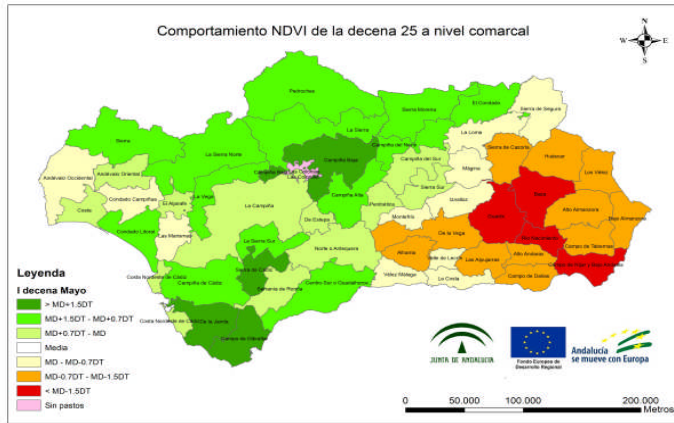 Comportamiento NDVI de la decena 25 a nivel comarcal
N
W E
S
Pedroches
Sierra Morena
El Condado
Sierra de Segura
La Sierra
La Loma
Sierra
La Sierra Norte
Campiña Baja
Campiña del Norte
Campiña del Sur
Sierra de Cazorla
Huéscar
Los Vélez
Andévalo Occidental
Andévalo Oriental
Mágina
Sierra Sur
Baza
Costa
Condado Campiñas
El Aljarafe
La Vega
La Campiña
Campiña Alta
Penibética
Iznalloz
Guadix
Alto Almanzora
Bajo Almanzora
Condado Litoral
Las Marismas
De Estepa
Montefrío
De la Vega
Río Nacimiento
Campo de Tabernas
La Sierra Sur
Norte o Antequera
Alhama
Valle de Lecrín
Las Alpujarras
Alto Andarax
Costa Noroeste de Cádiz
Campiña de Cádiz
Sierra de Cádiz
Serranía de Ronda
Centro Sur o Guadalhorce
Vélez Málaga
La Costa
Campo de Dalías
Costa Noroeste de Cádiz
De la Janda
Campo de Gibraltar
Leyenda
I decena Mayo
> MD+1.5DT
MD+1.5DT - MD+0.7DT
MD+0.7DT - MD
Media
MD - MD-0.7DT
MD-0.7DT - MD-1.5DT
< MD-1.5DT
Sin pastos
JUNTA DE ANDALUCIA
Fondo Europeo de
Desarrollo Regional
Andalucía
se mueve con Europa
0 50.000 100.000 200.000
Metros